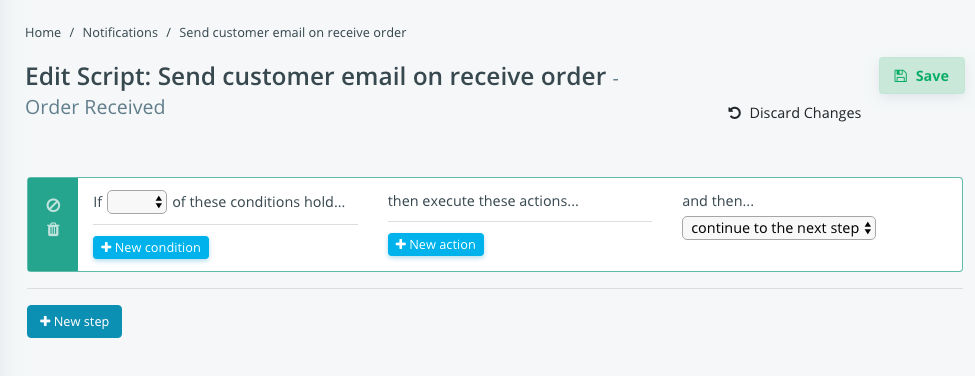 Home / Notifications / Send customer email on receive order
Edit Script: Send customer email on receive order -
Order Received
Save
Discard Changes
If of these conditions hold...
+ New condition
then execute these actions...
+ New action
and then...
continue to the next step
+ New step